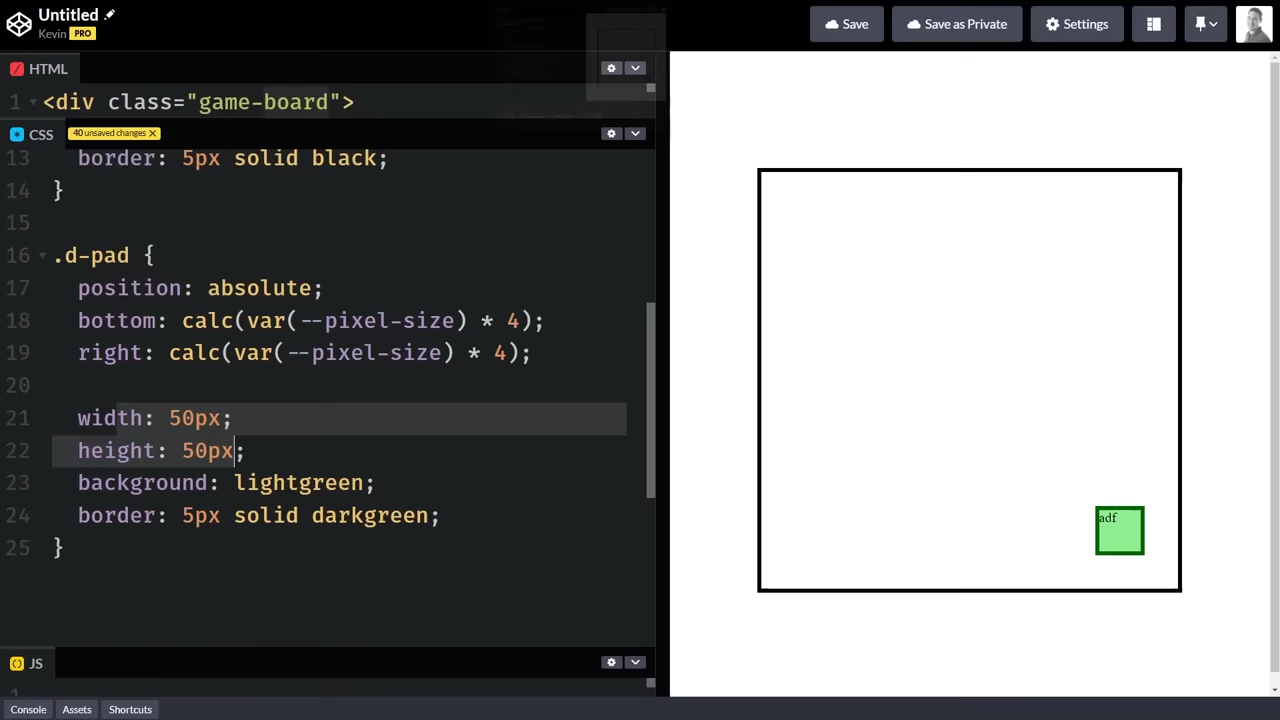 Untitled
Kevin PRO
Save
Save as Private
Settings
HTML
1 <div class="game-board">
CSS 40 unsaved changes X
13 border: 5px solid black;
14 }
15
16 .d-pad {
17 position: absolute;
18 bottom: calc(var(--pixel-size) * 4);
19 right: calc(var(--pixel-size) * 4);
20
21 width: 50px;
22 height: 50px;
23 background: lightgreen;
24 border: 5px solid darkgreen;
25 }
adf
JS
1
Console Assets Shortcuts